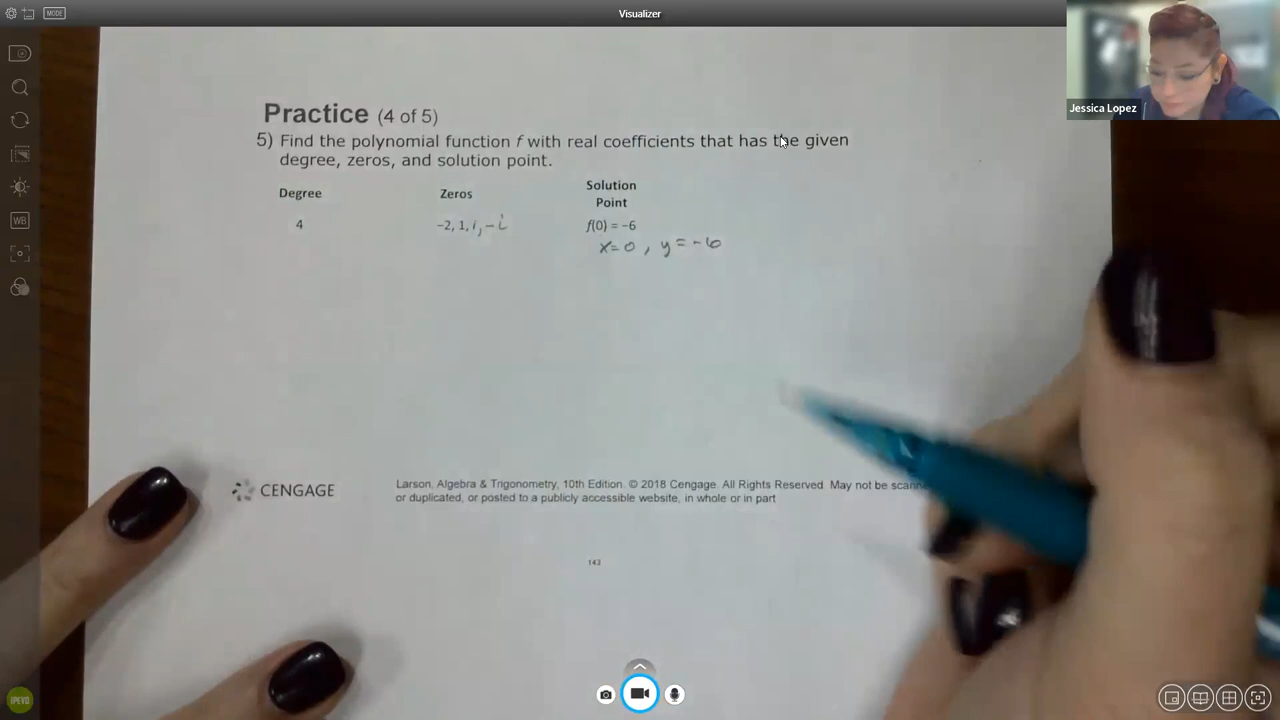 MODE
Visualizer
Jessica Lopez
WB
Practice (4 of 5)
5) Find the polynomial function f with real coefficients that has the given
degree, zeros, and solution point.
Degree Zeros Solution
Point
4 −2, 1, i, −i f(0) = −6
x=0, y=-6
CENGAGE
Larson, Algebra & Trigonometry, 10th Edition. © 2018 Cengage. All Rights Reserved. May not be
or duplicated, or posted to a publicly accessible website, in whole or in part
143
IPEVO